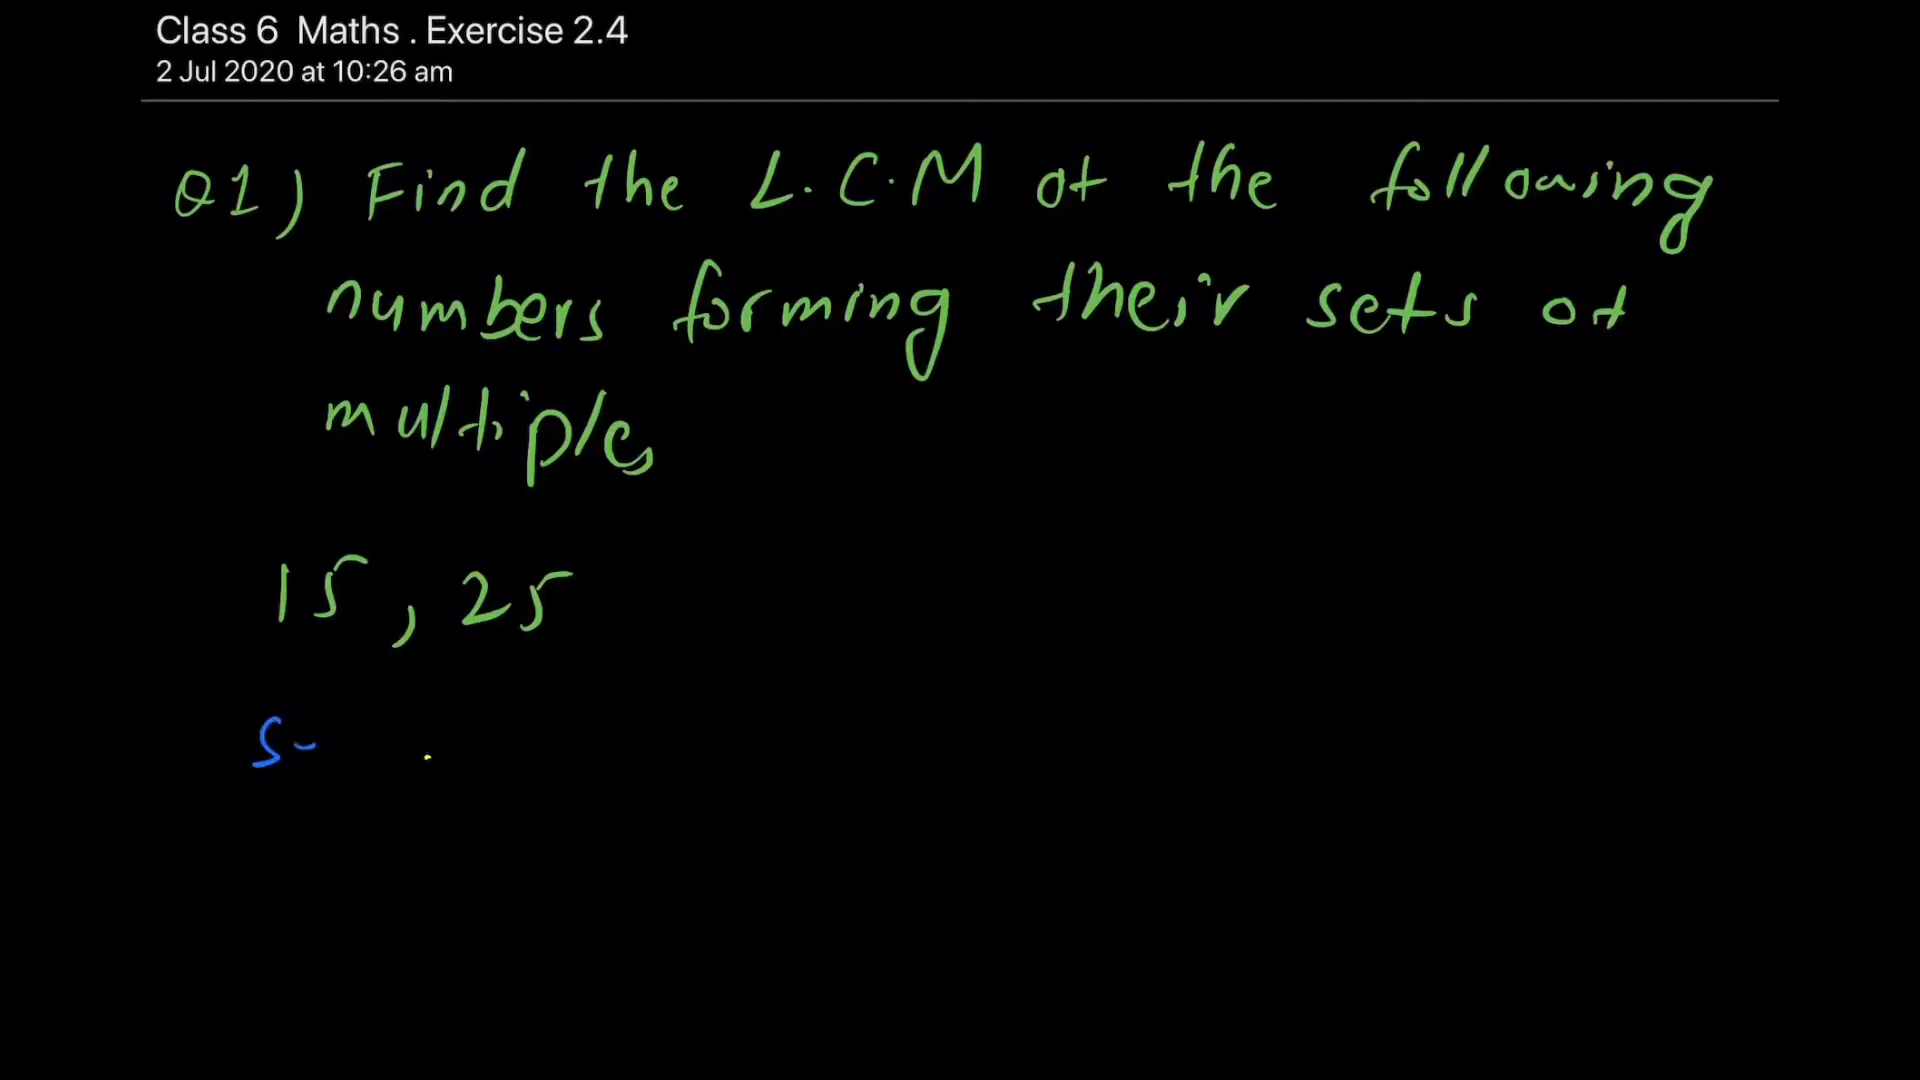 Class 6 Maths . Exercise 2.4
2 Jul 2020 at 10:26 am
Q1) Find the L.C.M of the following
numbers forming their sets of
multiples
15, 25
S-